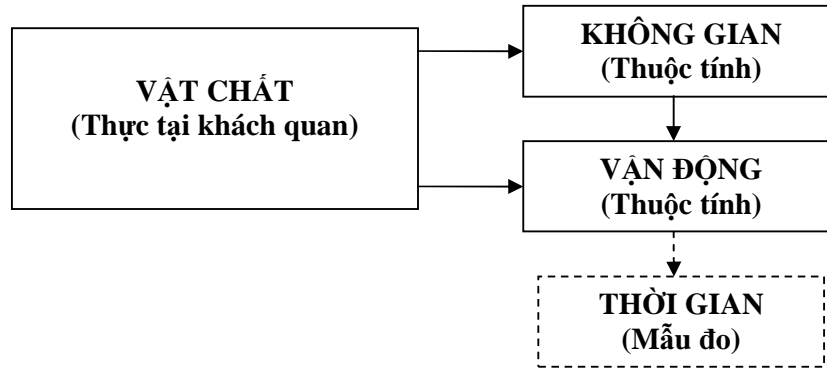 VẬT CHẤT
(Thực tại khách quan)
KHÔNG GIAN
(Thuộc tính)
VẬN ĐỘNG
(Thuộc tính)
THỜI GIAN
(Mẫu đo)